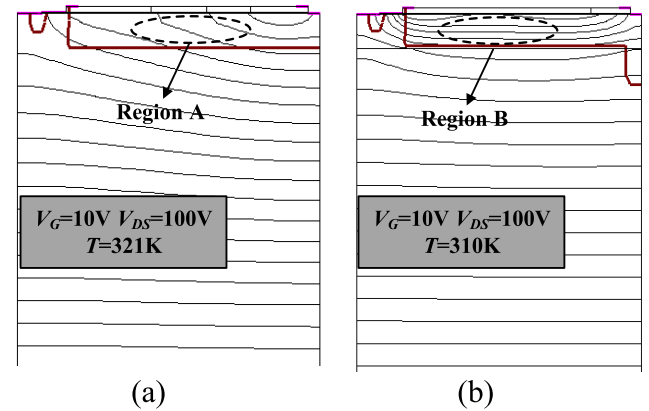 Region A
Region B
V_G=10V V_DS=100V
T=321K
V_G=10V V_DS=100V
T=310K
(a)
(b)